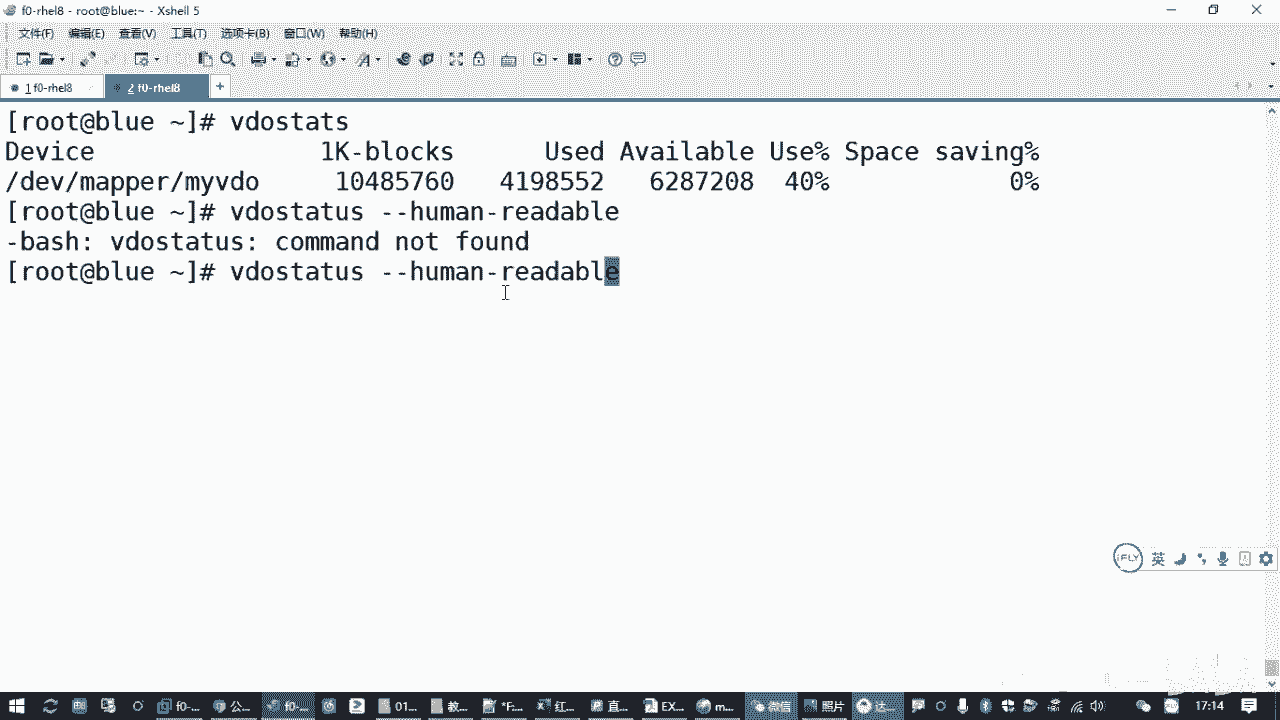 f0-rhel8 - root@blue:~ - Xshell 5
文件(F) 编辑(E) 查看(V) 工具(T) 选项卡(B) 窗口(W) 帮助(H)
1 f0-rhel8 2 f0-rhel8
[root@blue ~]# vdostats
Device 1K-blocks Used Available Use% Space saving%
/dev/mapper/myvdo 10485760 4198552 6287208 40% 0%
[root@blue ~]# vdostatus --human-readable
-bash: vdostatus: command not found
[root@blue ~]# vdostatus --human-readable
iFLY 英
f0-... 公... f0-... 01... 教... *F... 红... 直... EX... m... 微信 照片 达... 17:14